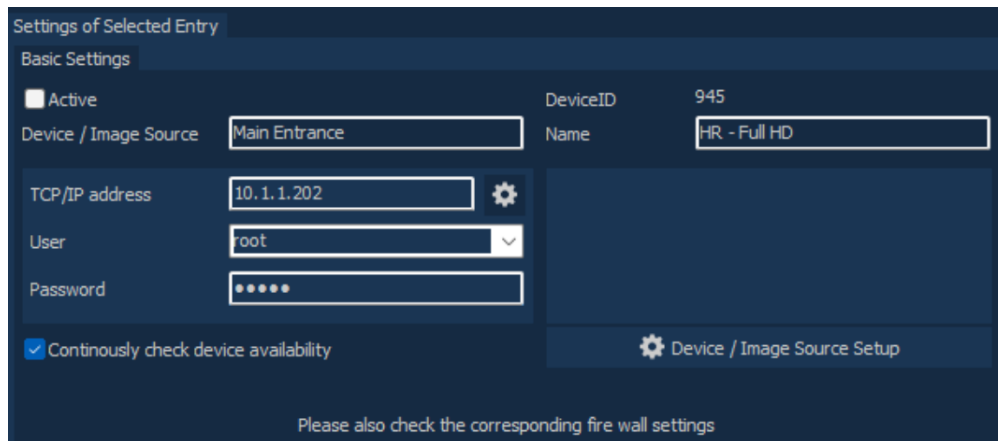 Settings of Selected Entry
Basic Settings
Active
DeviceID 945
Device / Image Source Main Entrance
Name HR - Full HD
TCP/IP address 10.1.1.202
User root
Password •••••
Continously check device availability
Device / Image Source Setup
Please also check the corresponding fire wall settings